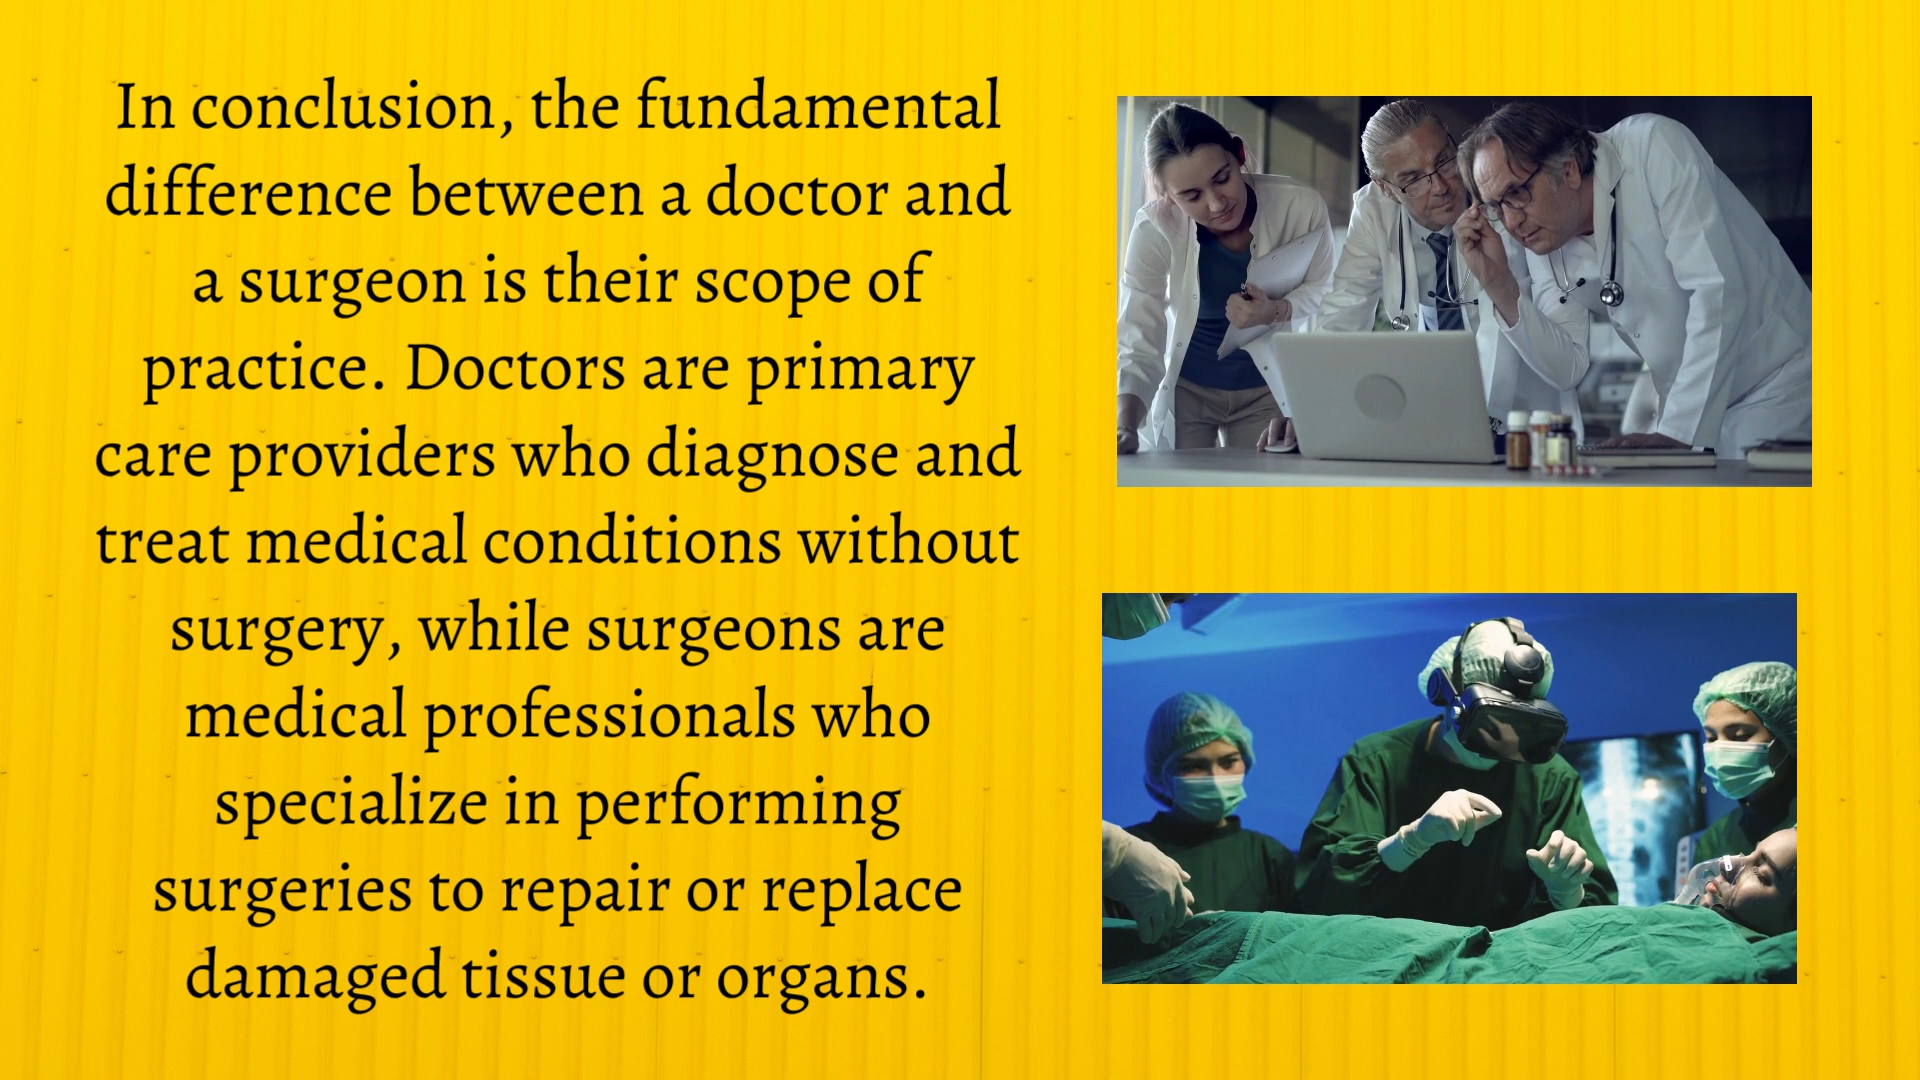 In conclusion, the fundamental
difference between a doctor and
a surgeon is their scope of
practice. Doctors are primary
care providers who diagnose and
treat medical conditions without
surgery, while surgeons are
medical professionals who
specialize in performing
surgeries to repair or replace
damaged tissue or organs.